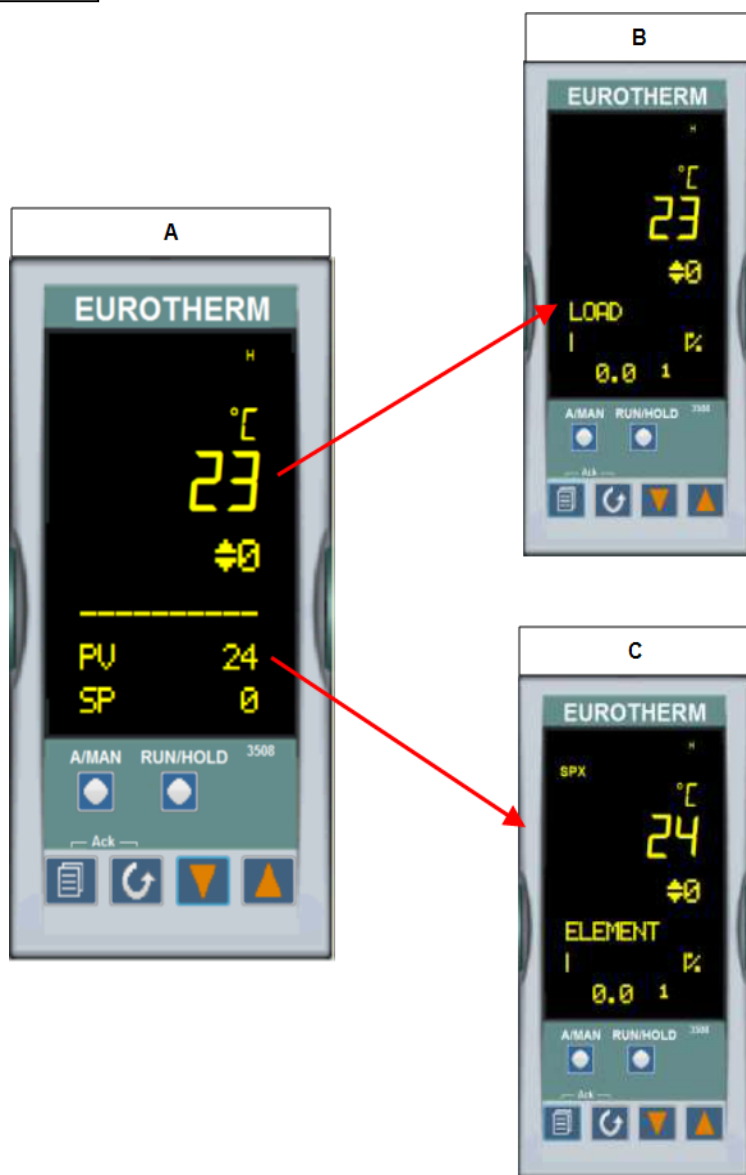 A
EUROTHERM
H
°C
23
0
PV 24
SP 0
A/MAN RUN/HOLD 3508
Ack
B
EUROTHERM
H
°C
23
0
LOAD
%
0.0 1
A/MAN RUN/HOLD 3508
Ack
C
EUROTHERM
H
SPX
°C
24
0
ELEMENT
%
0.0 1
A/MAN RUN/HOLD 3508
Ack